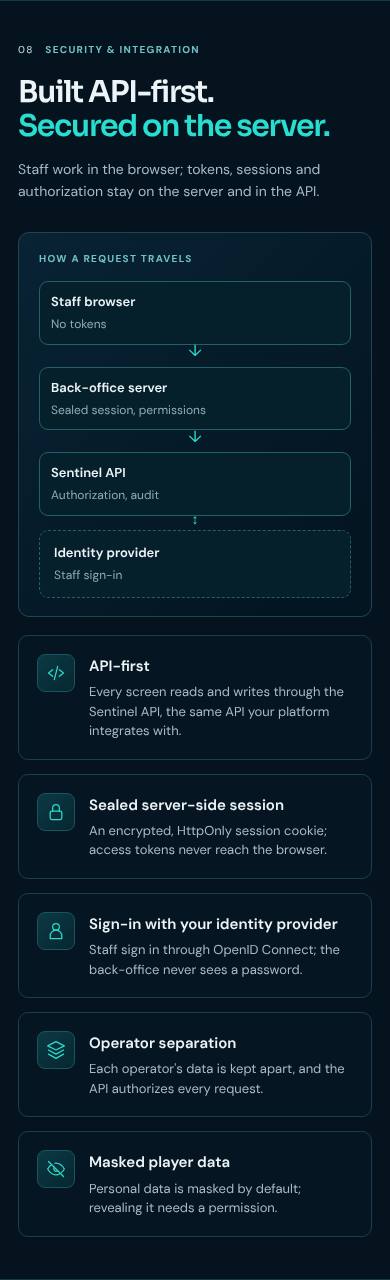 08 SECURITY & INTEGRATION
Built API-first.
Secured on the server.
Staff work in the browser; tokens, sessions and
authorization stay on the server and in the API.
HOW A REQUEST TRAVELS
Staff browser
No tokens
Back-office server
Sealed session, permissions
Sentinel API
Authorization, audit
Identity provider
Staff sign-in
API-first
Every screen reads and writes through the
Sentinel API, the same API your platform
integrates with.
Sealed server-side session
An encrypted, HttpOnly session cookie;
access tokens never reach the browser.
Sign-in with your identity provider
Staff sign in through OpenID Connect; the
back-office never sees a password.
Operator separation
Each operator's data is kept apart, and the
API authorizes every request.
Masked player data
Personal data is masked by default;
revealing it needs a permission.